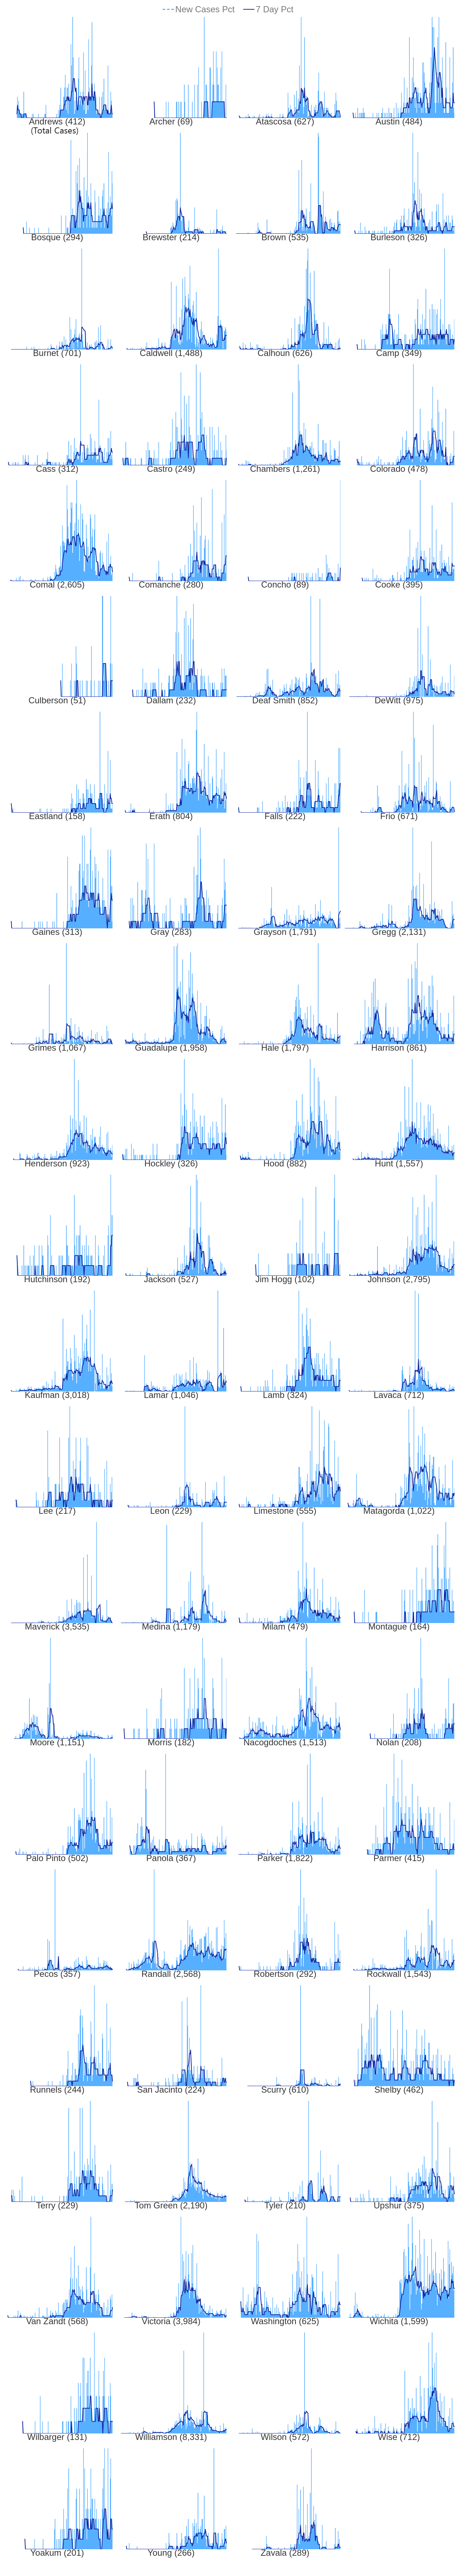 New Cases Pct 7 Day Pct
Andrews (412) Archer (69) Atascosa (627) Austin (484)
(Total Cases)
Bosque (294) Brewster (214) Brown (535) Burleson (326)
Burnet (701) Caldwell (1,488) Calhoun (626) Camp (349)
Cass (312) Castro (249) Chambers (1,261) Colorado (478)
Comal (2,605) Comanche (280) Concho (89) Cooke (395)
Culberson (51) Dallam (232) Deaf Smith (852) DeWitt (975)
Eastland (158) Erath (804) Falls (222) Frio (671)
Gaines (313) Gray (283) Grayson (1,791) Gregg (2,131)
Grimes (1,067) Guadalupe (1,958) Hale (1,797) Harrison (861)
Henderson (923) Hockley (326) Hood (882) Hunt (1,557)
Hutchinson (192) Jackson (527) Jim Hogg (102) Johnson (2,795)
Kaufman (3,018) Lamar (1,046) Lamb (324) Lavaca (712)
Lee (217) Leon (229) Limestone (555) Matagorda (1,022)
Maverick (3,535) Medina (1,179) Milam (479) Montague (164)
Moore (1,151) Morris (182) Nacogdoches (1,513) Nolan (208)
Palo Pinto (502) Panola (367) Parker (1,822) Parmer (415)
Pecos (357) Randall (2,568) Robertson (292) Rockwall (1,543)
Runnels (244) San Jacinto (224) Scurry (610) Shelby (462)
Terry (229) Tom Green (2,190) Tyler (210) Upshur (375)
Van Zandt (568) Victoria (3,984) Washington (625) Wichita (1,599)
Wilbarger (131) Williamson (8,331) Wilson (572) Wise (712)
Yoakum (201) Young (266) Zavala (289)